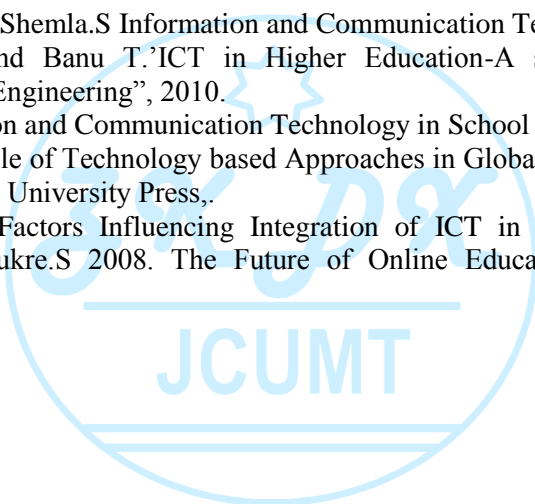 Shemla.S Information and Communication Te
nd Banu T.’ICT in Higher Education-A s
Engineering”, 2010.
on and Communication Technology in School
le of Technology based Approaches in Globa
University Press,.
Factors Influencing Integration of ICT in
ukre.S 2008. The Future of Online Educa
JCUMT